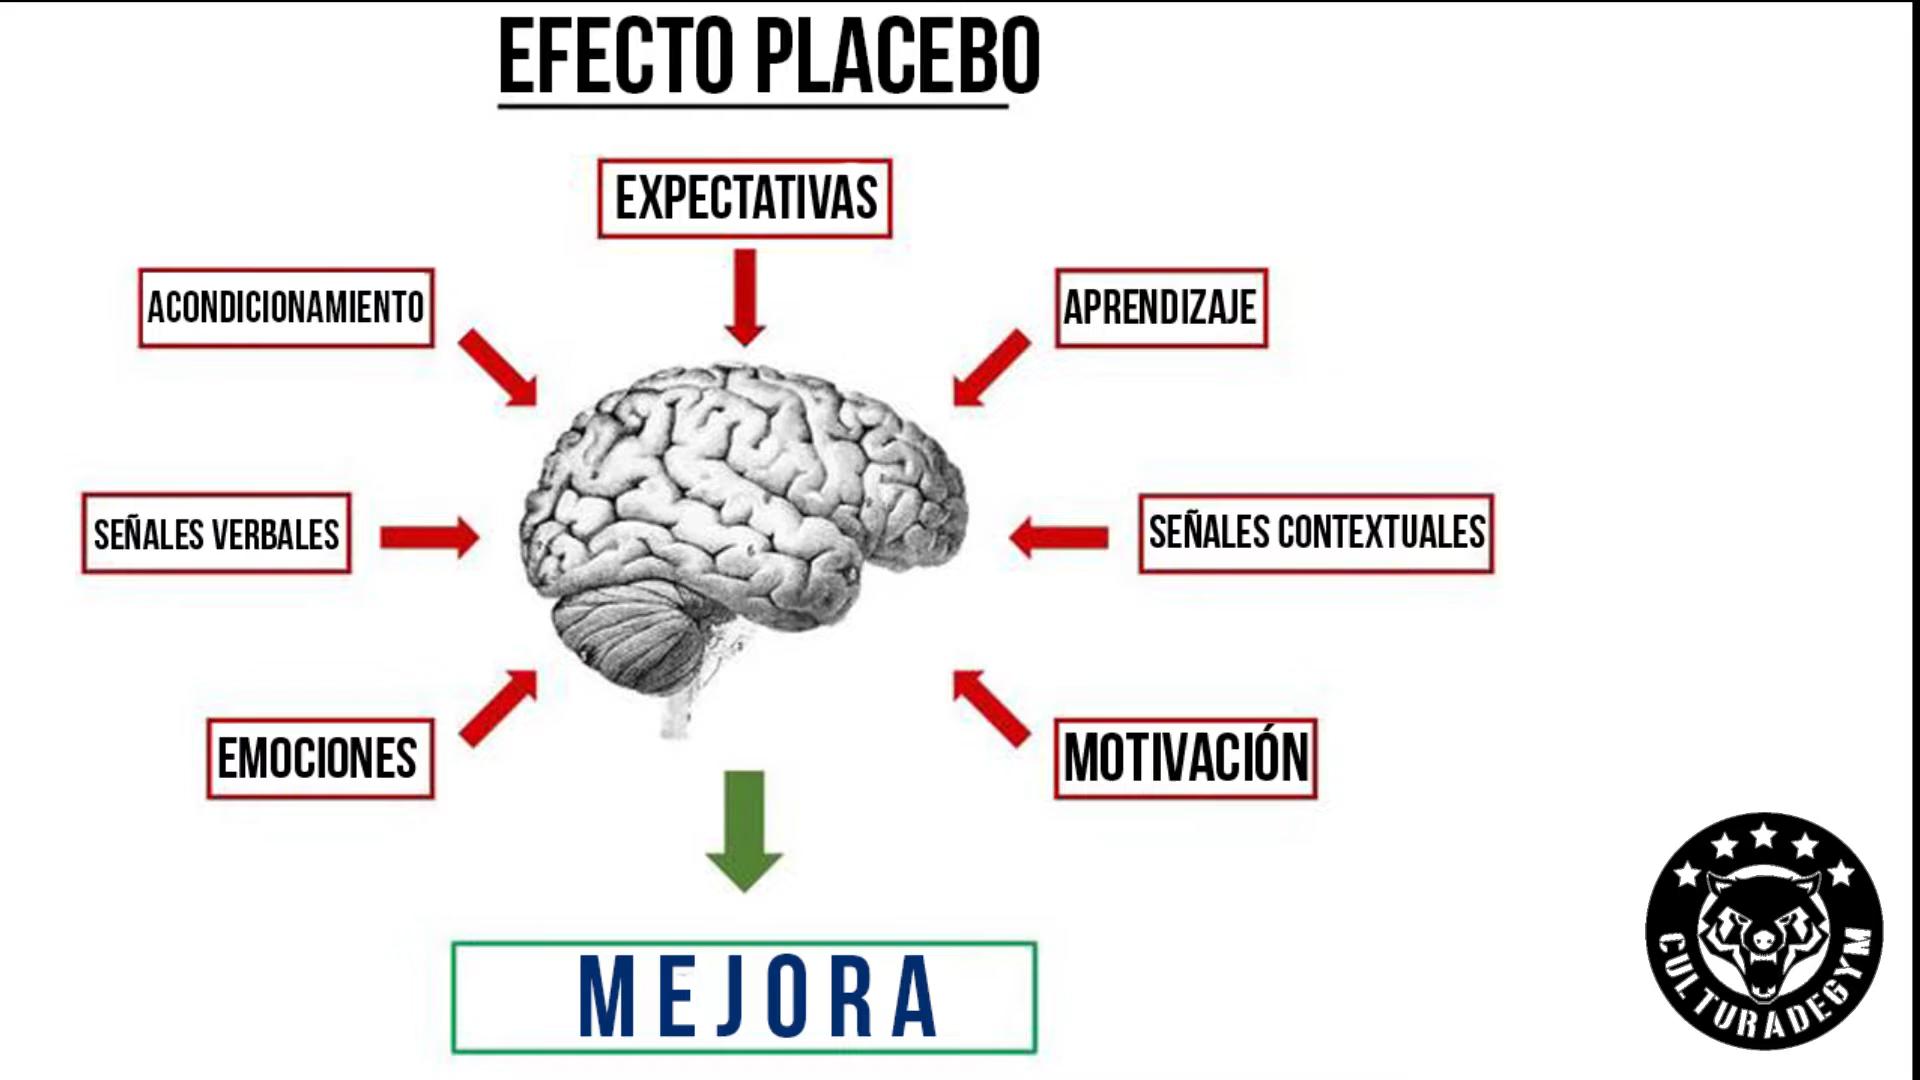 EFECTO PLACEBO
EXPECTATIVAS
ACONDICIONAMIENTO
APRENDIZAJE
SEÑALES VERBALES
SEÑALES CONTEXTUALES
EMOCIONES
MOTIVACIÓN
MEJORA
CULTURADEGYM